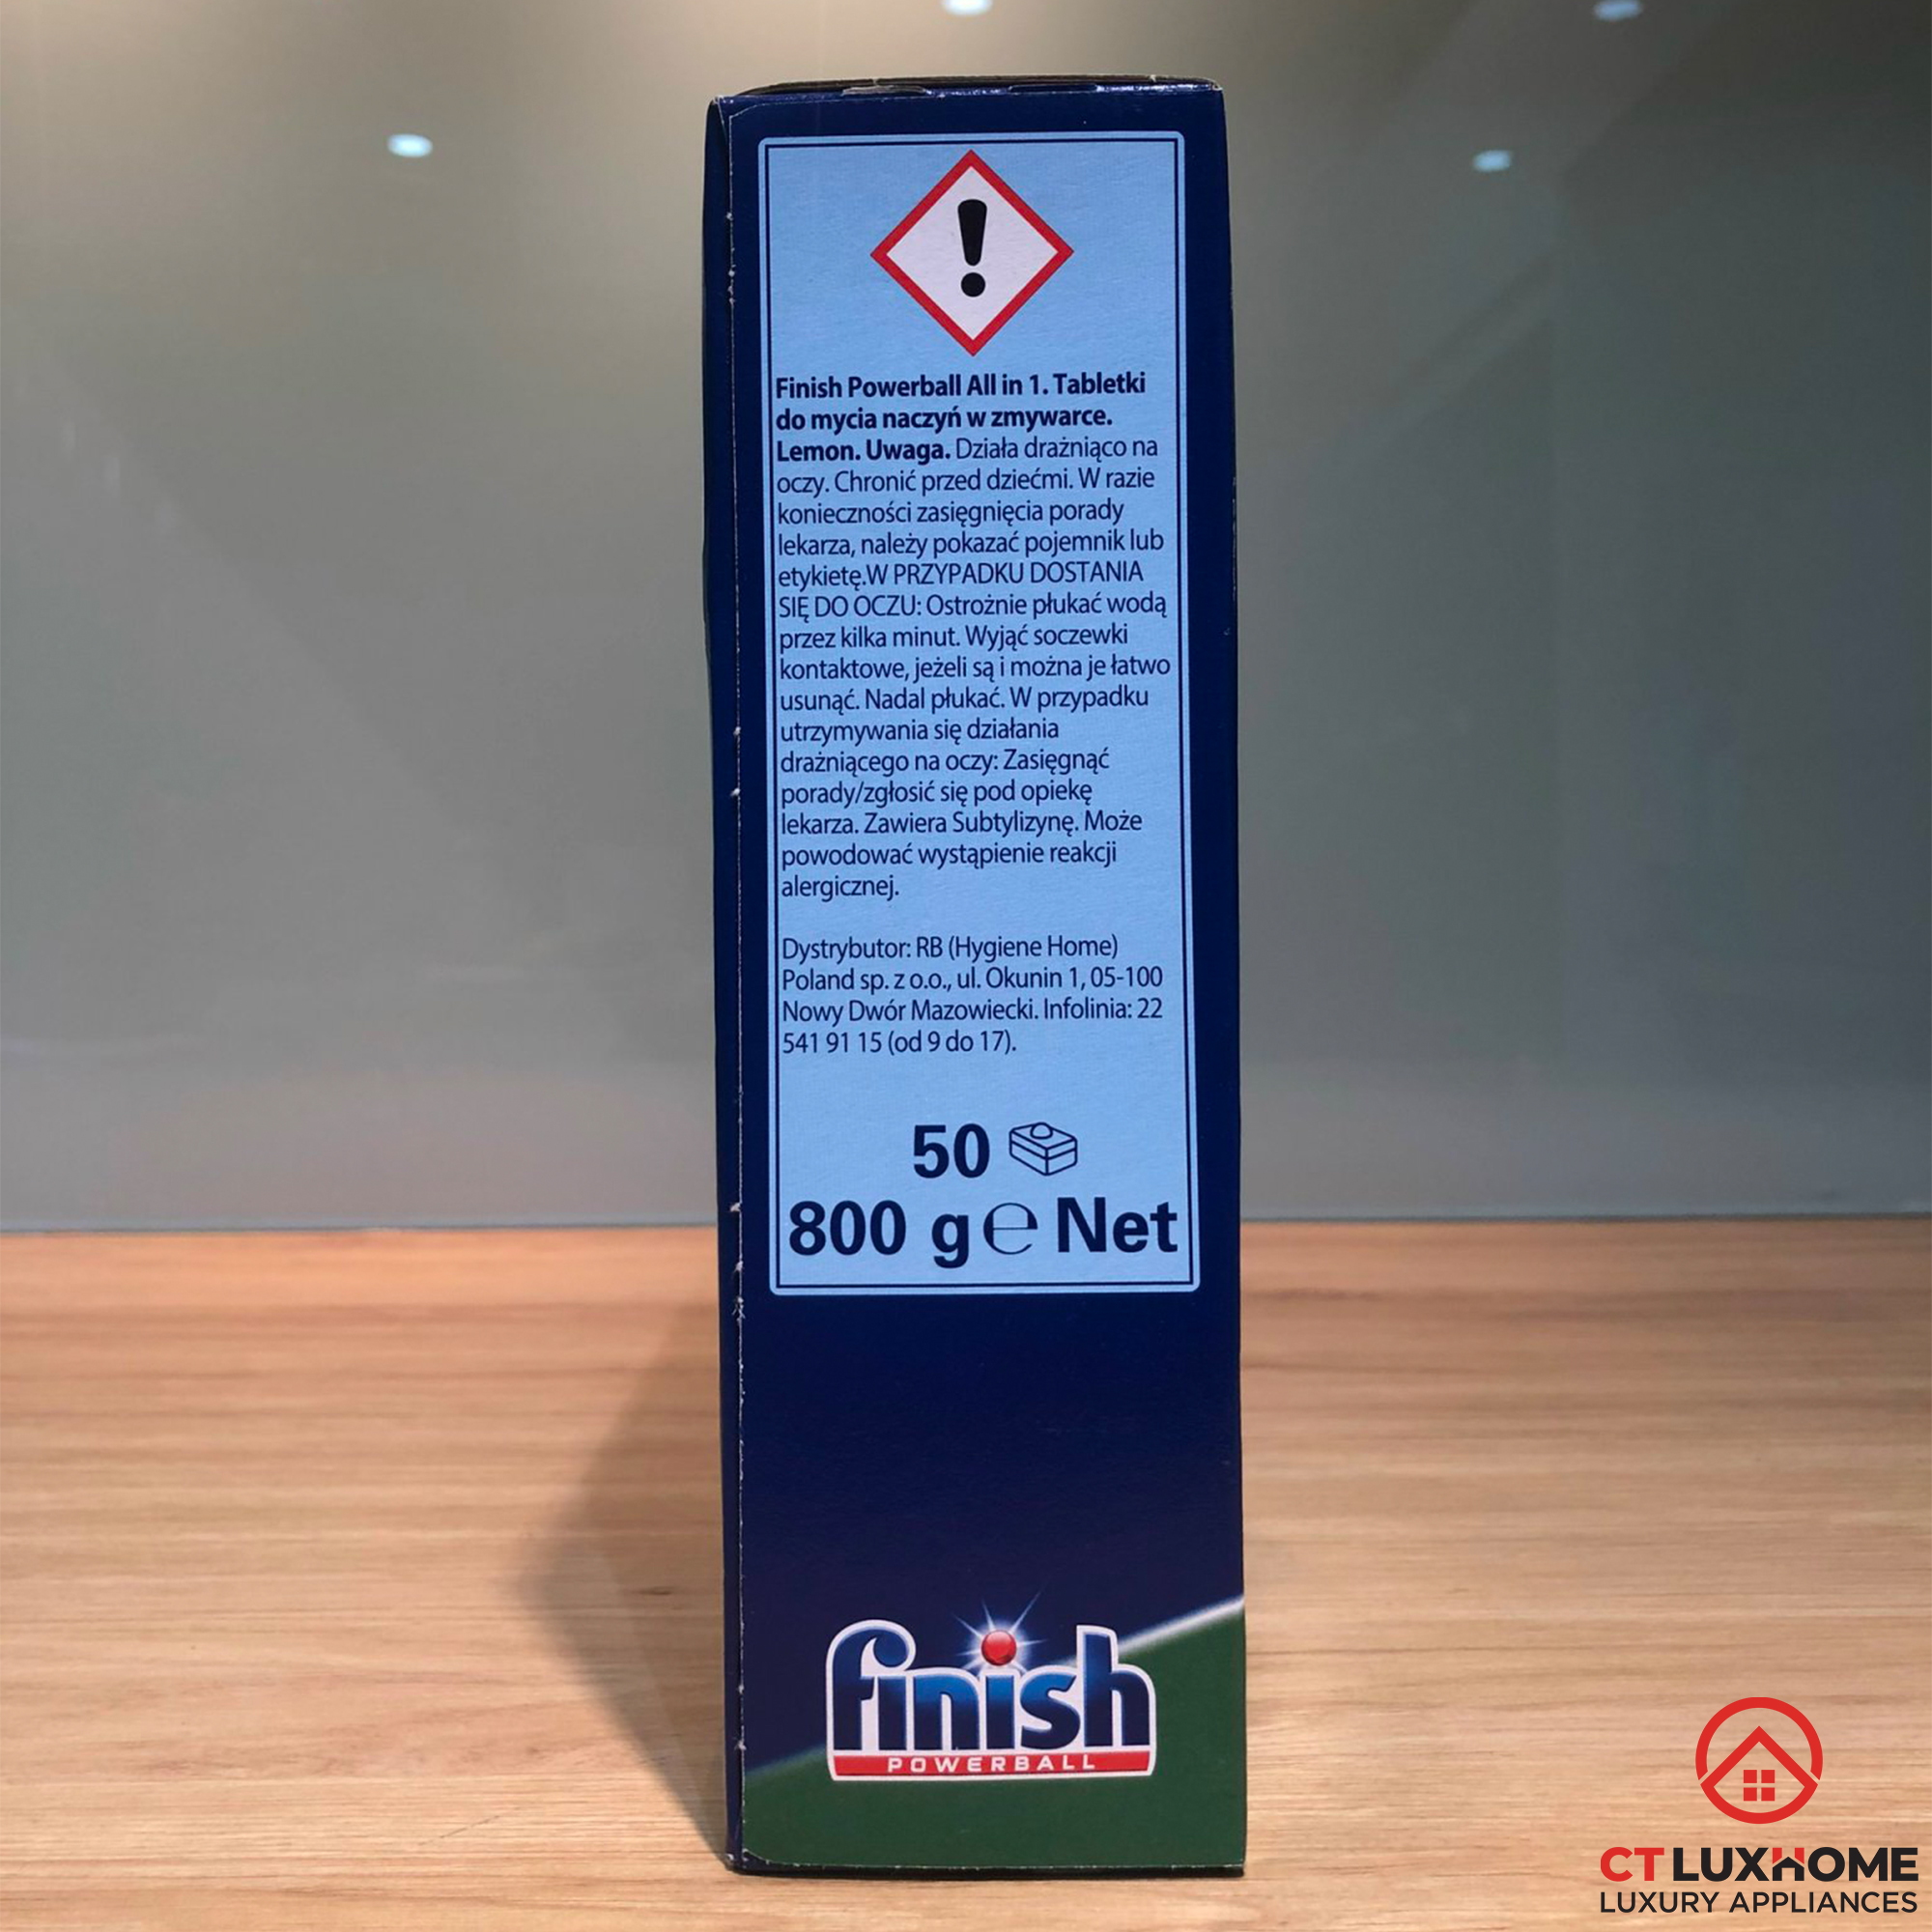 Finish Powerball All in 1. Tabletki
do mycia naczyń w zmywarce.
Lemon. Uwaga. Działa drażniąco na
oczy. Chronić przed dziećmi. W razie
konieczności zasięgnięcia porady
lekarza, należy pokazać pojemnik lub
etykietę.W PRZYPADKU DOSTANIA
SIĘ DO OCZU: Ostrożnie płukać wodą
przez kilka minut. Wyjąć soczewki
kontaktowe, jeżeli są i można je łatwo
usunąć. Nadal płukać. W przypadku
utrzymywania się działania
drażniącego na oczy: Zasięgnąć
porady/zgłosić się pod opiekę
lekarza. Zawiera Subtylizynę. Może
powodować wystąpienie reakcji
alergicznej.
Dystrybutor: RB (Hygiene Home)
Poland sp. z o.o., ul. Okunin 1, 05-100
Nowy Dwór Mazowiecki. Infolinia: 22
541 91 15 (od 9 do 17).
50
800 g ℮ Net
finish
POWERBALL
CT LUXHOME
LUXURY APPLIANCES